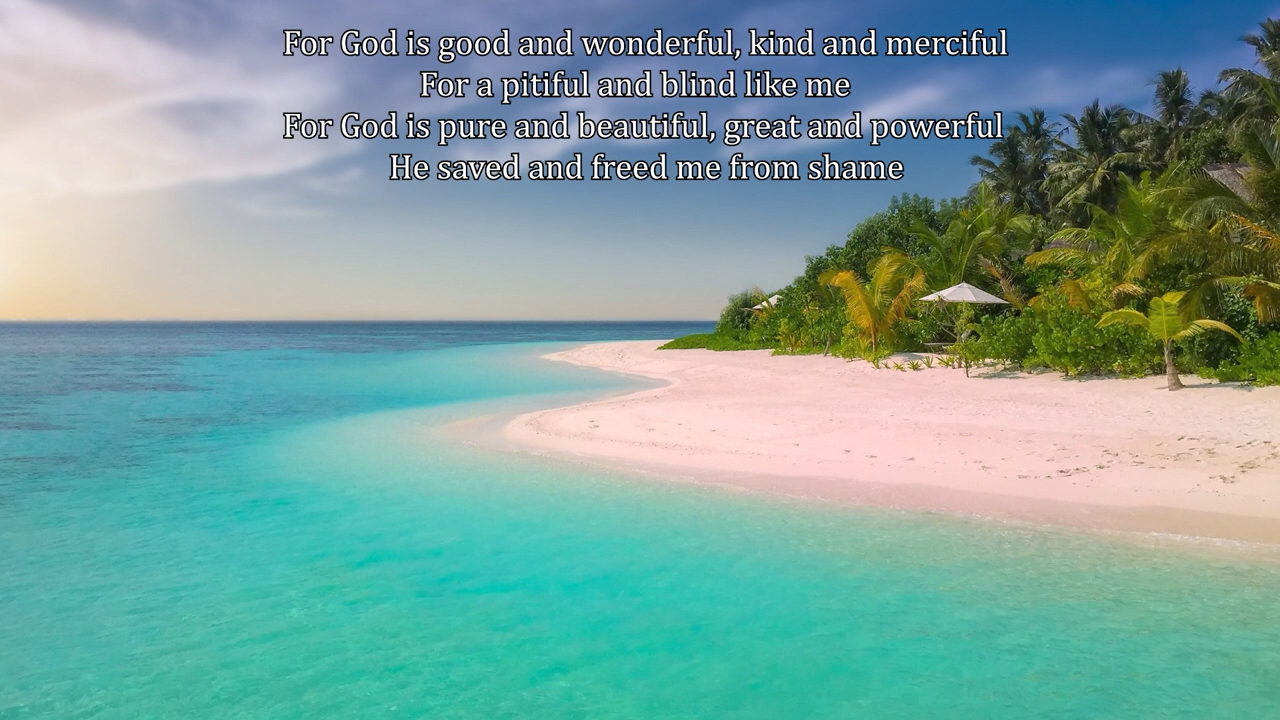 For God is good and wonderful, kind and merciful
For a pitiful and blind like me
For God is pure and beautiful, great and powerful
He saved and freed me from shame